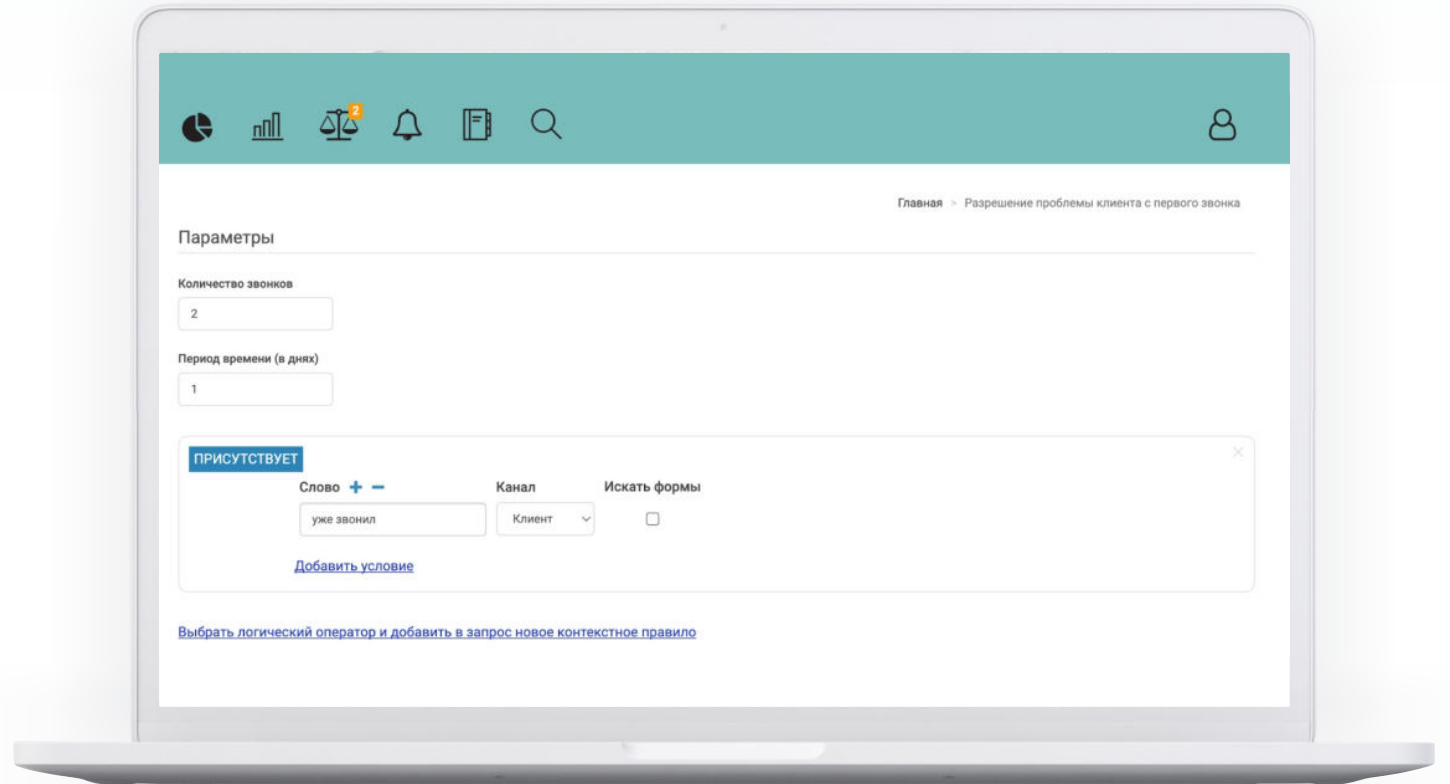 2
Главная > Разрешение проблемы клиента с первого звонка
Параметры
Количество звонков
2
Период времени (в днях)
1
ПРИСУТСТВУЕТ
Слово + − Канал Искать формы
уже звонил Клиент
Добавить условие
Выбрать логический оператор и добавить в запрос новое контекстное правило